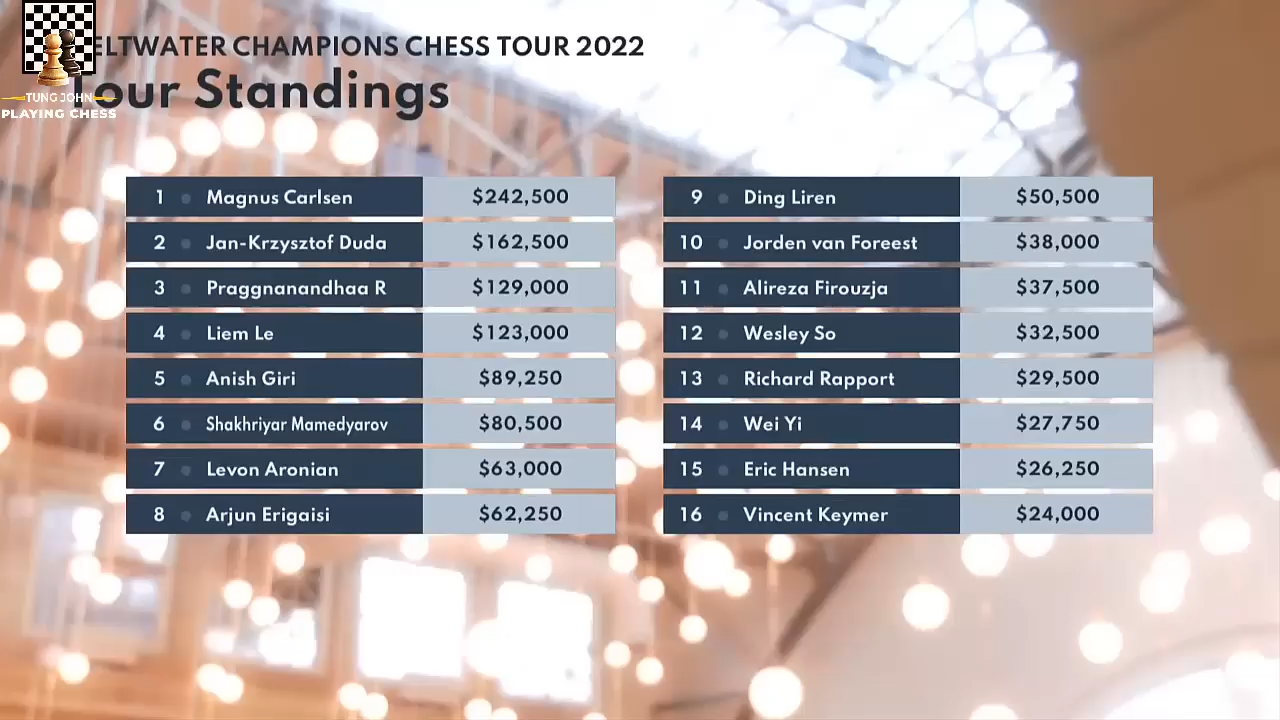 ELTWATER CHAMPIONS CHESS TOUR 2022
Tour Standings
TUNG JOHN
PLAYING CHESS
1 Magnus Carlsen $242,500
2 Jan-Krzysztof Duda $162,500
3 Praggnanandhaa R $129,000
4 Liem Le $123,000
5 Anish Giri $89,250
6 Shakhriyar Mamedyarov $80,500
7 Levon Aronian $63,000
8 Arjun Erigaisi $62,250
9 Ding Liren $50,500
10 Jorden van Foreest $38,000
11 Alireza Firouzja $37,500
12 Wesley So $32,500
13 Richard Rapport $29,500
14 Wei Yi $27,750
15 Eric Hansen $26,250
16 Vincent Keymer $24,000